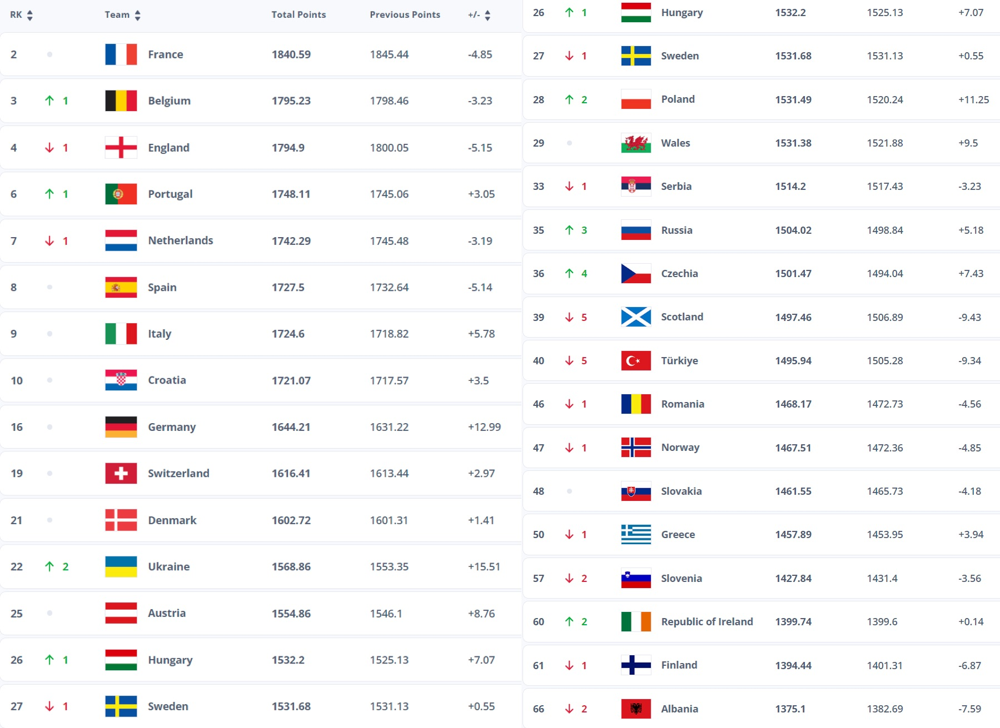 RK Team Total Points Previous Points +/-
2 France 1840.59 1845.44 -4.85
3 1 Belgium 1795.23 1798.46 -3.23
4 1 England 1794.9 1800.05 -5.15
6 1 Portugal 1748.11 1745.06 +3.05
7 1 Netherlands 1742.29 1745.48 -3.19
8 Spain 1727.5 1732.64 -5.14
9 Italy 1724.6 1718.82 +5.78
10 Croatia 1721.07 1717.57 +3.5
16 Germany 1644.21 1631.22 +12.99
19 Switzerland 1616.41 1613.44 +2.97
21 Denmark 1602.72 1601.31 +1.41
22 2 Ukraine 1568.86 1553.35 +15.51
25 Austria 1554.86 1546.1 +8.76
26 1 Hungary 1532.2 1525.13 +7.07
27 1 Sweden 1531.68 1531.13 +0.55
26 1 Hungary 1532.2 1525.13 +7.07
27 1 Sweden 1531.68 1531.13 +0.55
28 2 Poland 1531.49 1520.24 +11.25
29 Wales 1531.38 1521.88 +9.5
33 1 Serbia 1514.2 1517.43 -3.23
35 3 Russia 1504.02 1498.84 +5.18
36 4 Czechia 1501.47 1494.04 +7.43
39 5 Scotland 1497.46 1506.89 -9.43
40 5 Türkiye 1495.94 1505.28 -9.34
46 1 Romania 1468.17 1472.73 -4.56
47 1 Norway 1467.51 1472.36 -4.85
48 Slovakia 1461.55 1465.73 -4.18
50 1 Greece 1457.89 1453.95 +3.94
57 2 Slovenia 1427.84 1431.4 -3.56
60 2 Republic of Ireland 1399.74 1399.6 +0.14
61 1 Finland 1394.44 1401.31 -6.87
66 2 Albania 1375.1 1382.69 -7.59